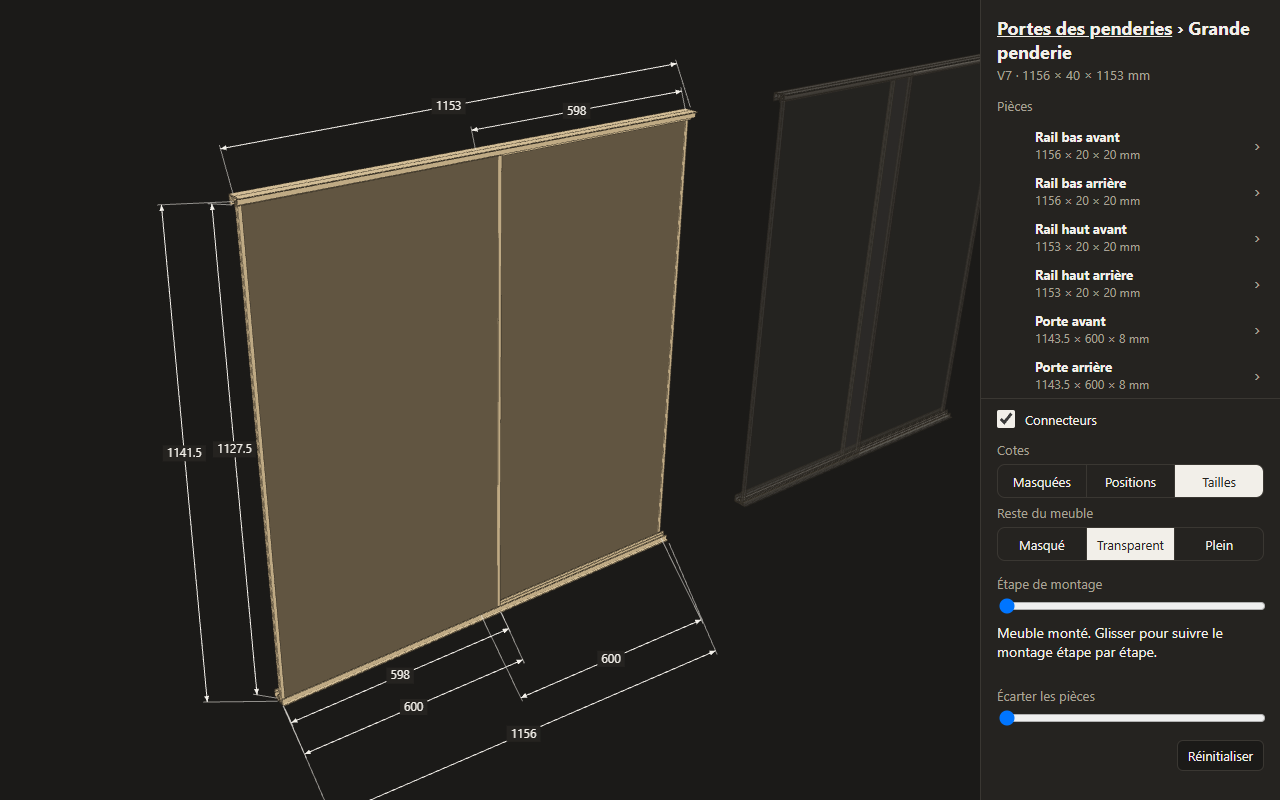 Portes des penderies › Grande
penderie
V7 · 1156 × 40 × 1153 mm
Pièces
Rail bas avant
1156 × 20 × 20 mm
Rail bas arrière
1156 × 20 × 20 mm
Rail haut avant
1153 × 20 × 20 mm
Rail haut arrière
1153 × 20 × 20 mm
Porte avant
1143.5 × 600 × 8 mm
Porte arrière
1143.5 × 600 × 8 mm
Connecteurs
Cotes
Masquées Positions Tailles
Reste du meuble
Masqué Transparent Plein
Étape de montage
Meuble monté. Glisser pour suivre le
montage étape par étape.
Écarter les pièces
Réinitialiser
1153
598
1141.5
1127.5
598
600
600
1156